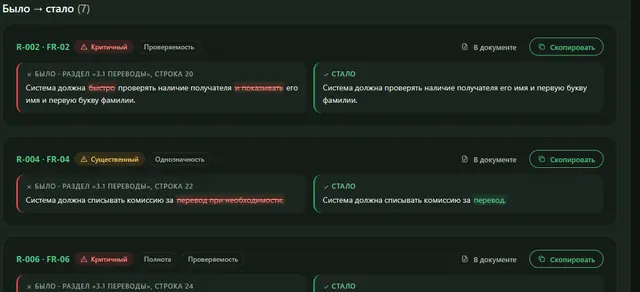 Было → стало (7)
R-002 · FR-02 Критичный Проверяемость В документе Скопировать
× БЫЛО · РАЗДЕЛ «3.1 ПЕРЕВОДЫ», СТРОКА 20
Система должна быстро проверять наличие получателя и показывать его
имя и первую букву фамилии.
✓ СТАЛО
Система должна проверять наличие получателя его имя и первую букву
фамилии.
R-004 · FR-04 Существенный Однозначность В документе Скопировать
× БЫЛО · РАЗДЕЛ «3.1 ПЕРЕВОДЫ», СТРОКА 22
Система должна списывать комиссию за перевод при необходимости.
✓ СТАЛО
Система должна списывать комиссию за перевод.
R-006 · FR-06 Критичный Полнота Проверяемость В документе Скопировать
× БЫЛО · РАЗДЕЛ «3.1 ПЕРЕВОДЫ», СТРОКА 24
✓ СТАЛО